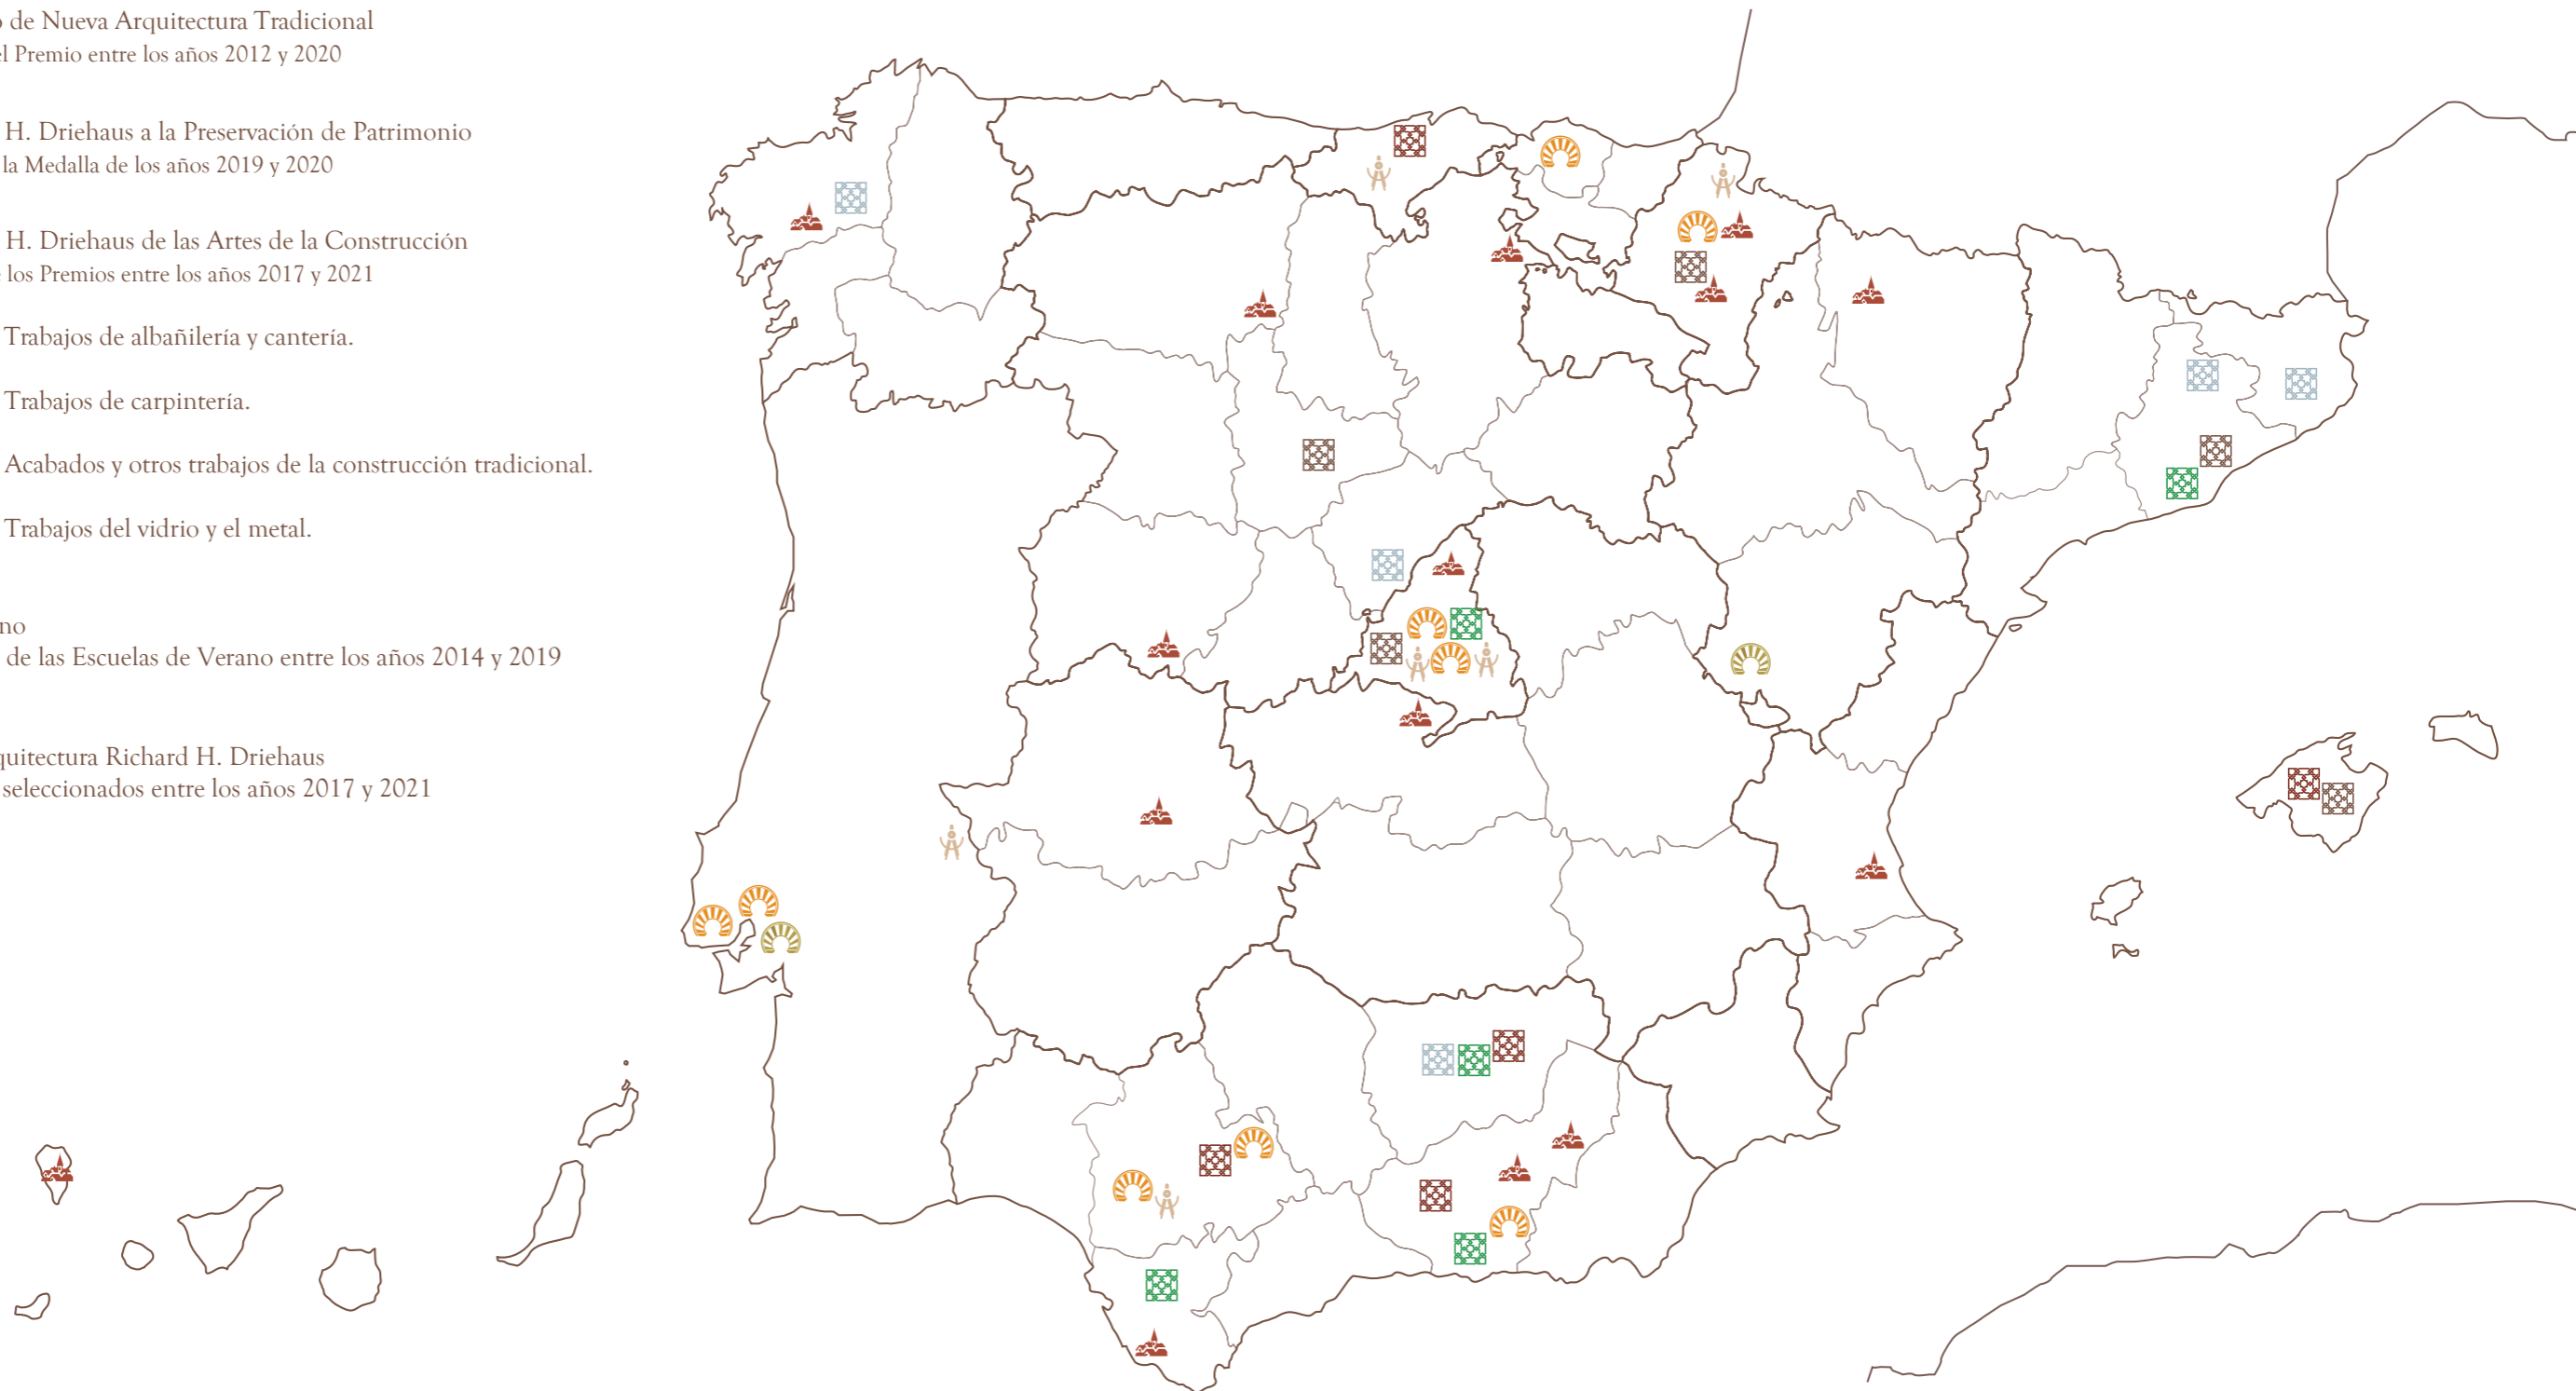 de Nueva Arquitectura Tradicional
el Premio entre los años 2012 y 2020
H. Driehaus a la Preservación de Patrimonio
la Medalla de los años 2019 y 2020
H. Driehaus de las Artes de la Construcción
los Premios entre los años 2017 y 2021
Trabajos de albañilería y cantería.
Trabajos de carpintería.
Acabados y otros trabajos de la construcción tradicional.
Trabajos del vidrio y el metal.
no
de las Escuelas de Verano entre los años 2014 y 2019
quitectura Richard H. Driehaus
seleccionados entre los años 2017 y 2021